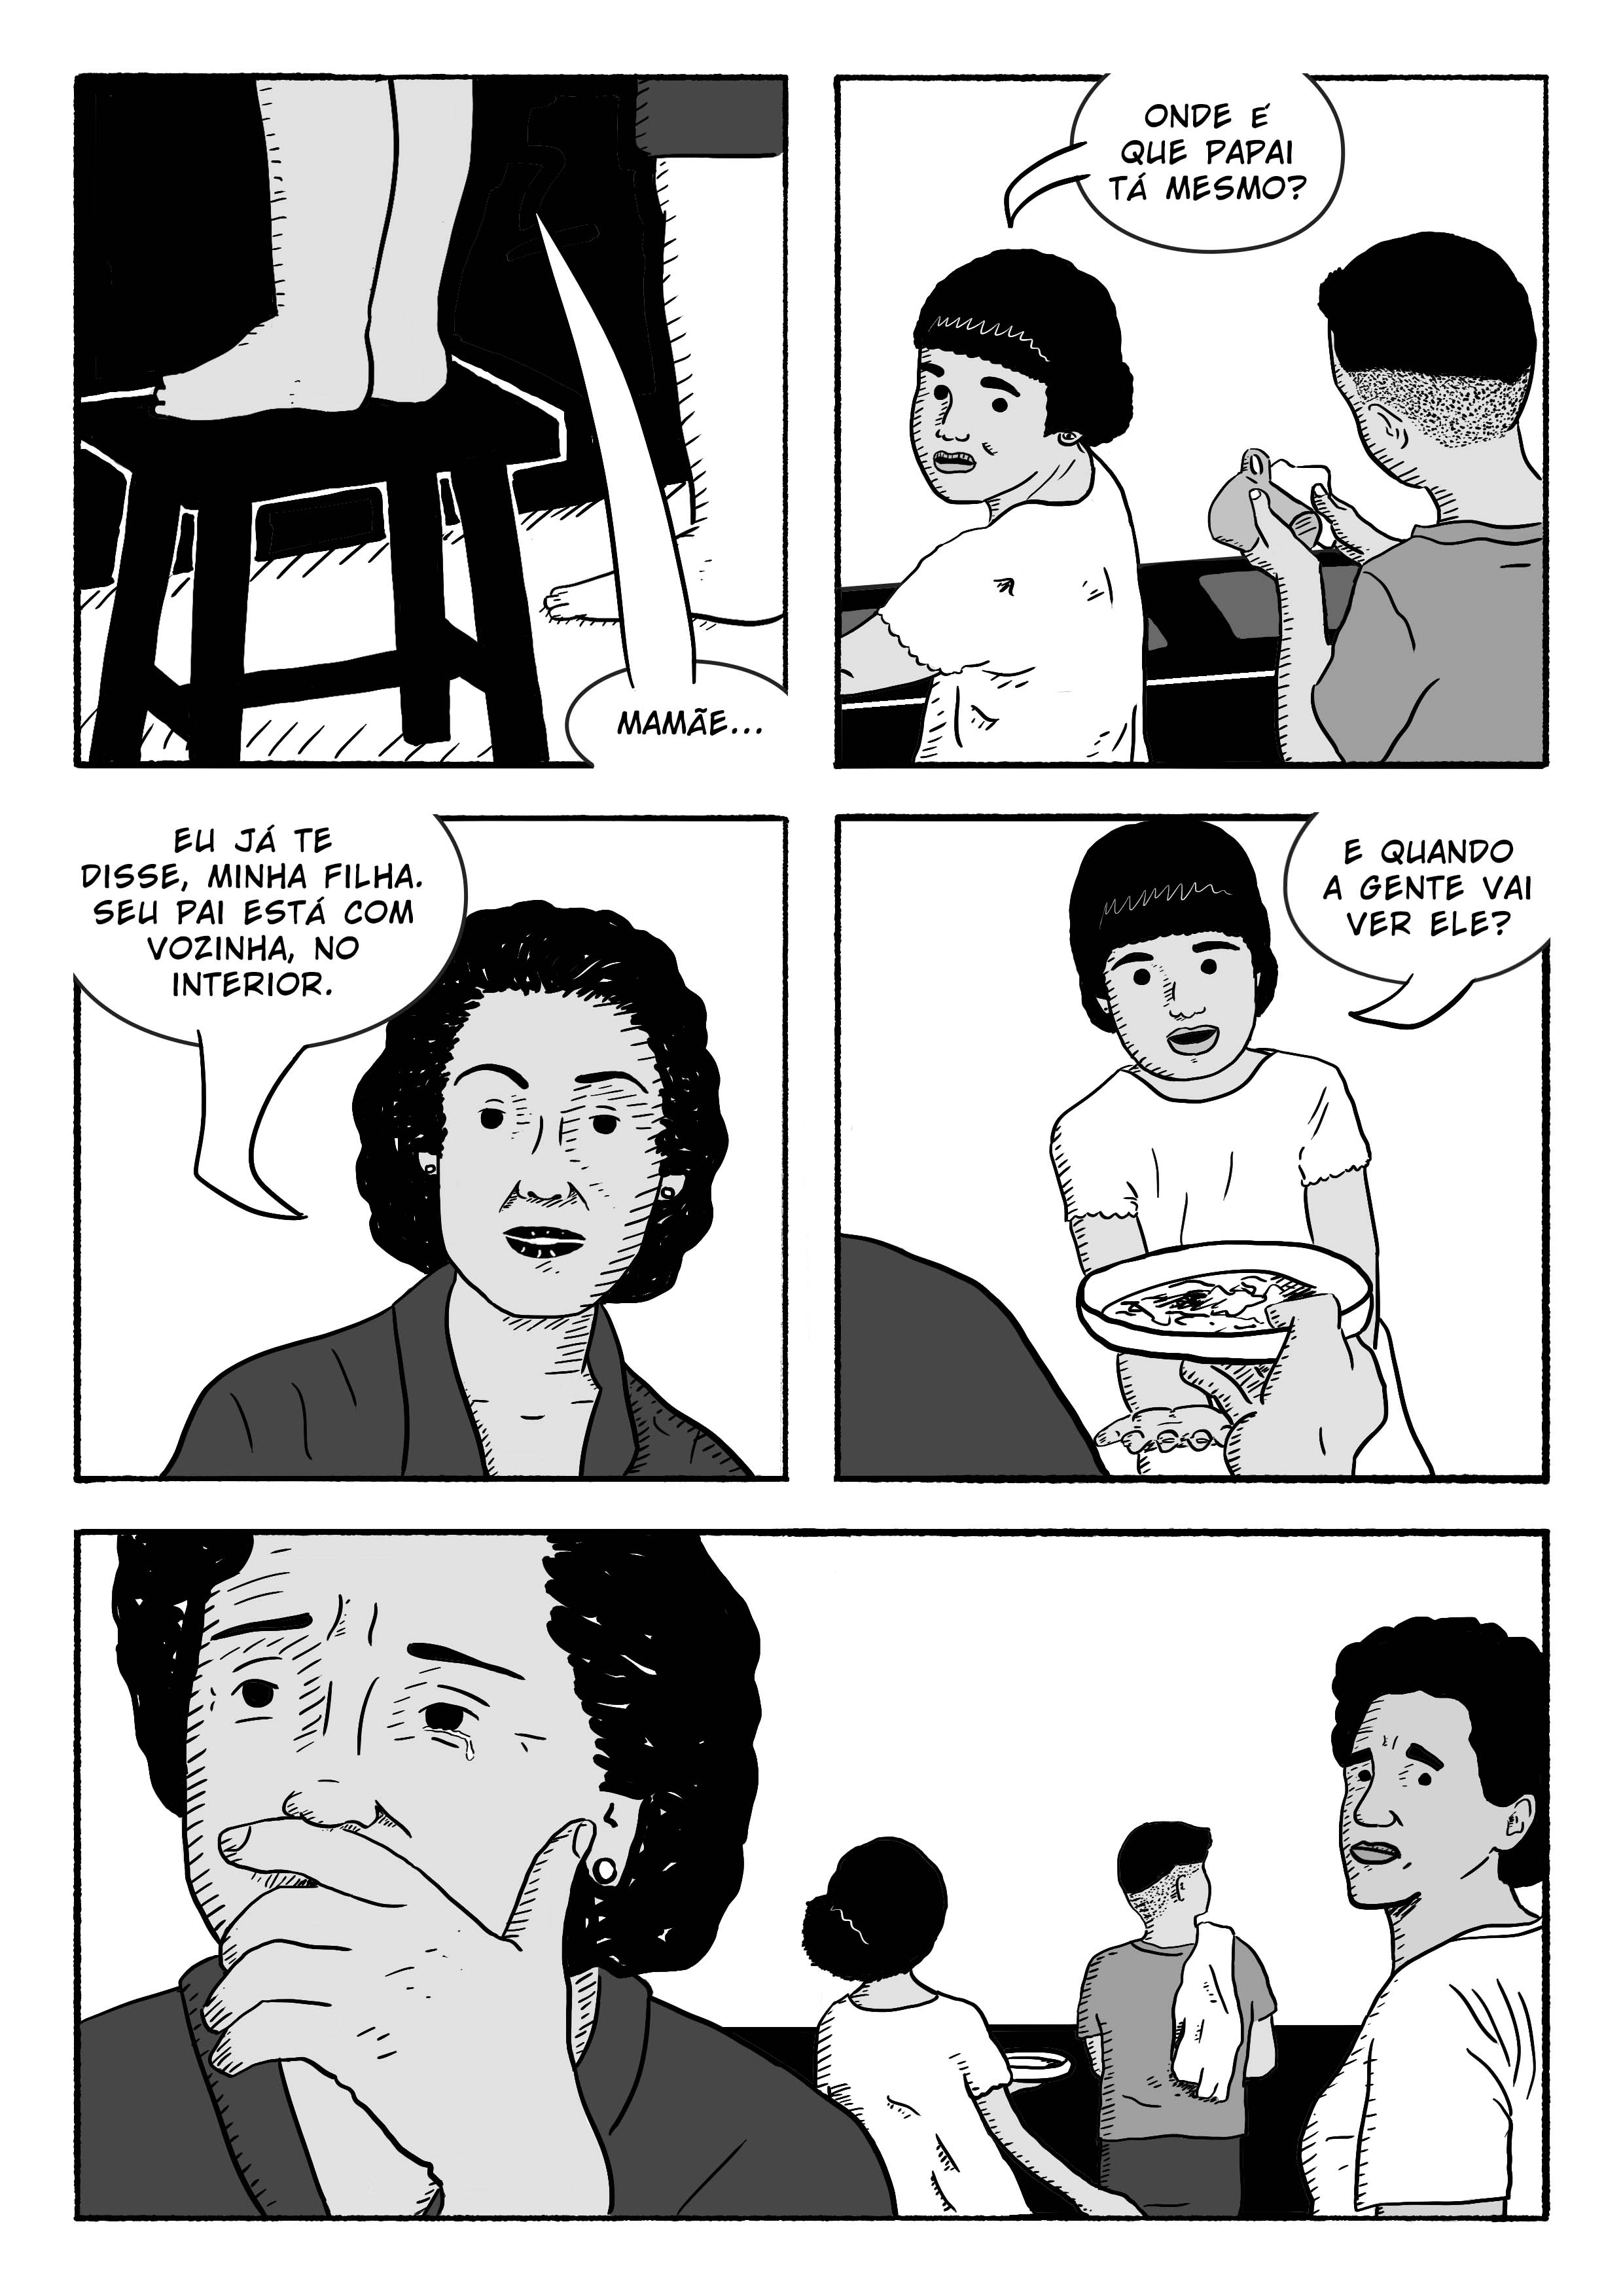 MAMÃE...
ONDE É
QUE PAPAI
TÁ MESMO?
EU JÁ TE
DISSE, MINHA FILHA.
SEU PAI ESTÁ COM
VOZINHA, NO
INTERIOR.
E QUANDO
A GENTE VAI
VER ELE?